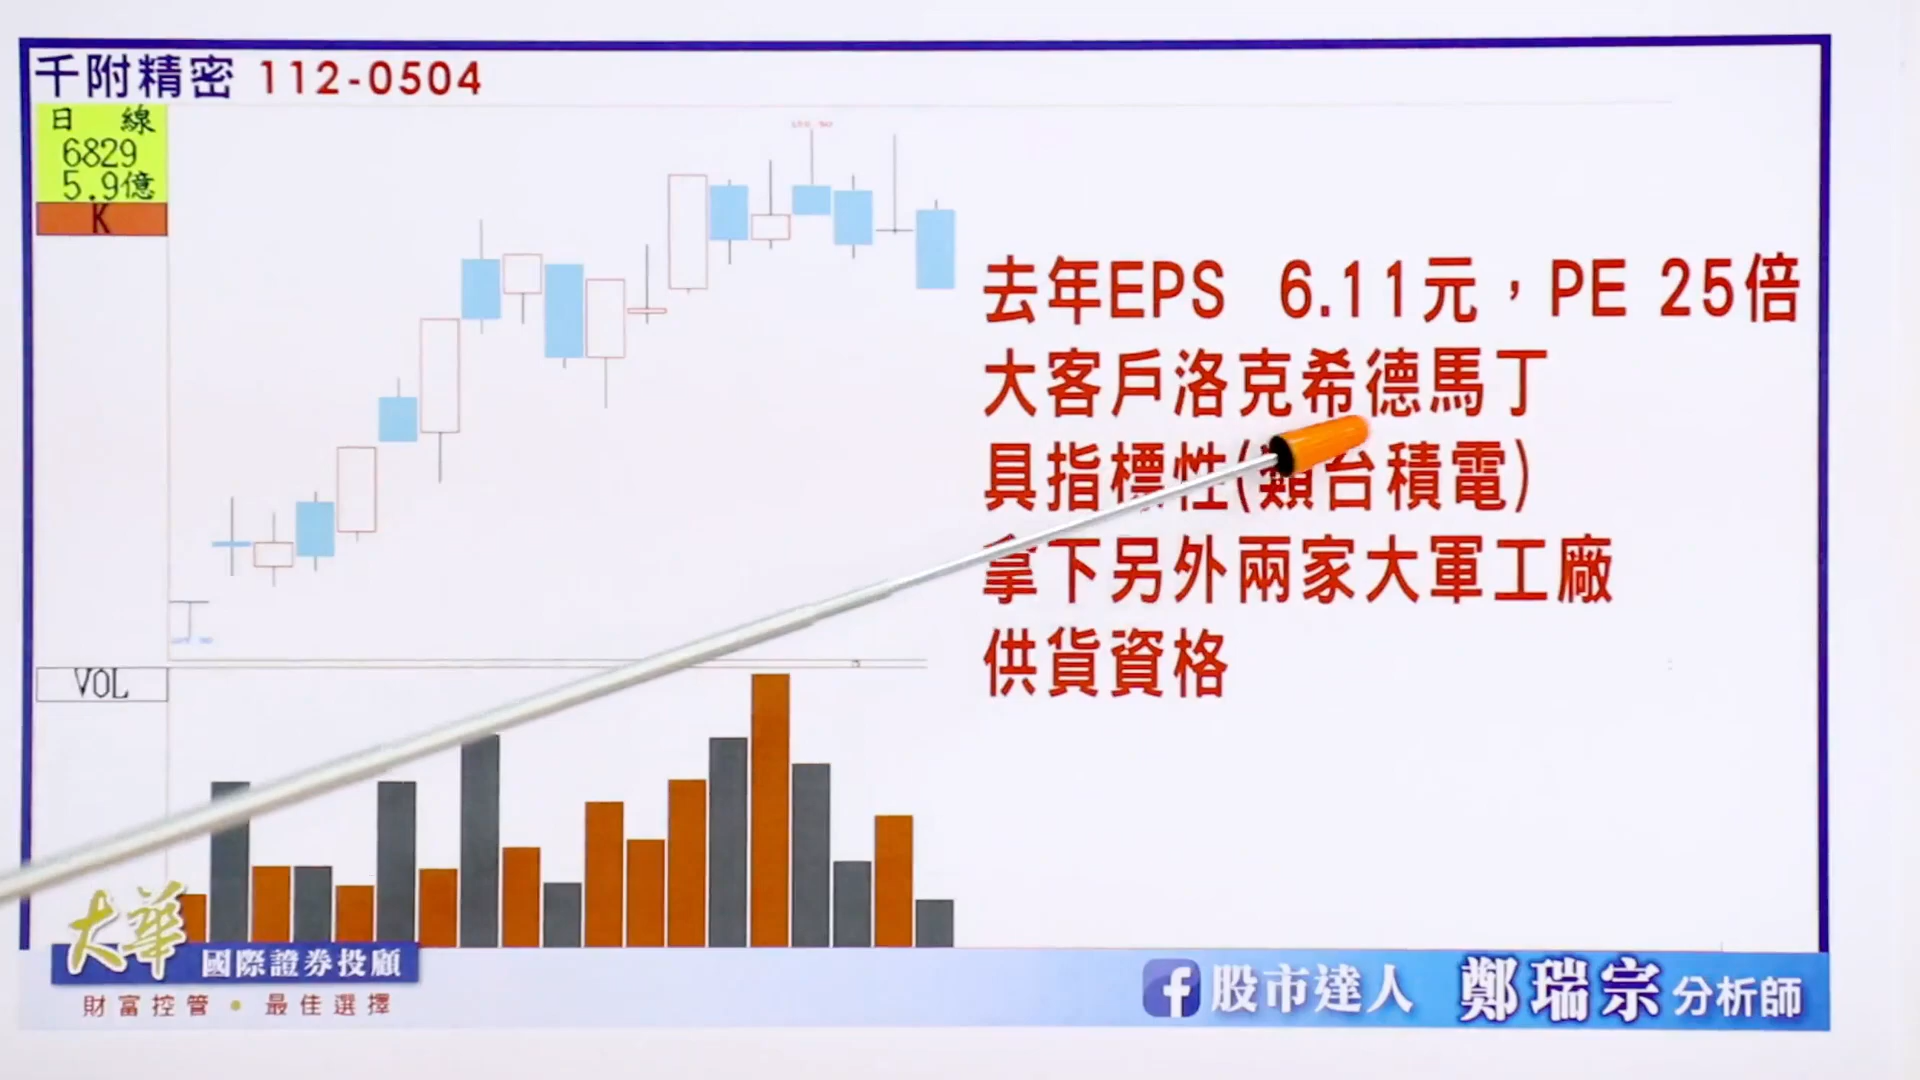 千附精密 112-0504
日 線
6829
5.9億
K
去年EPS 6.11元，PE 25倍
大客戶洛克希德馬丁
具指標性(類台積電)
拿下另外兩家大軍工廠
供貨資格
VOL
大華
國際證券投顧
財富控管•最佳選擇
股市達人 鄭瑞宗 分析師